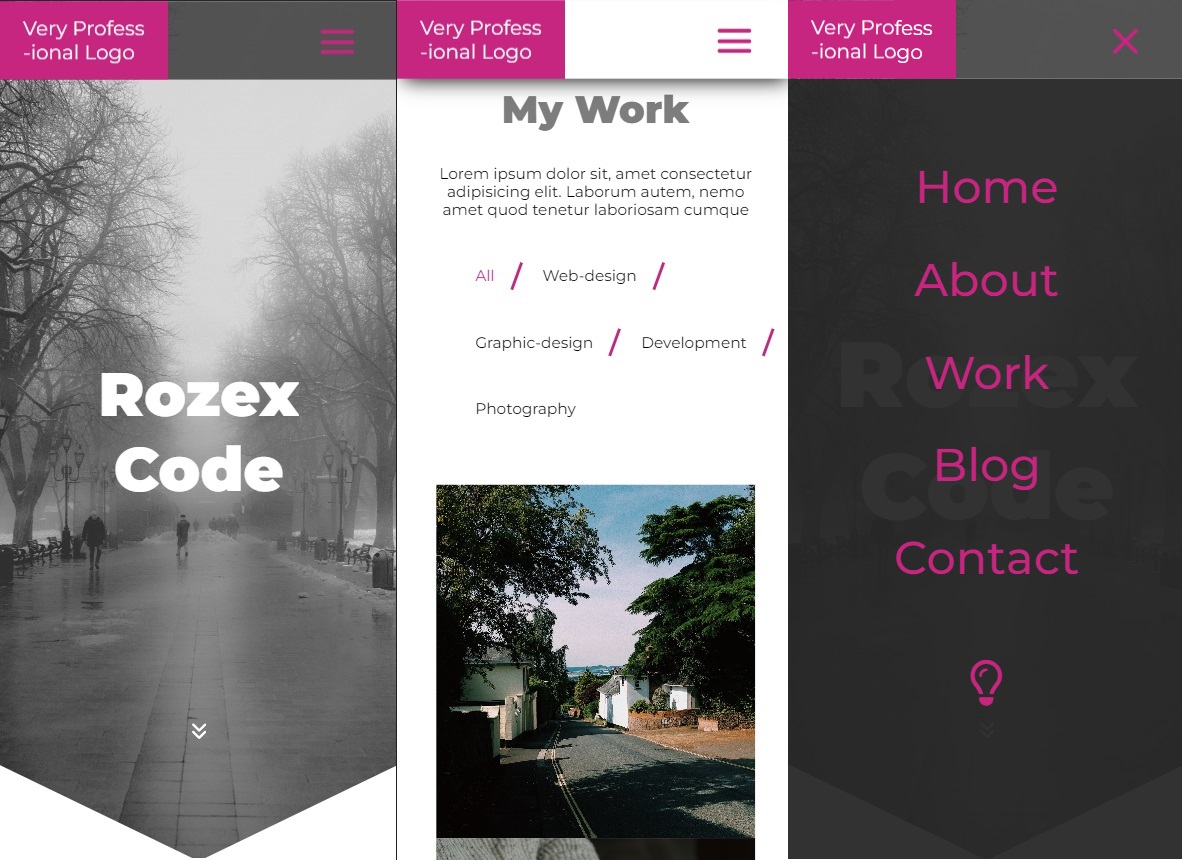 Very Profess
-ional Logo
Rozex
Code
Very Profess
-ional Logo
My Work
Lorem ipsum dolor sit, amet consectetur
adipisicing elit. Laborum autem, nemo
amet quod tenetur laboriosam cumque
All / Web-design /
Graphic-design / Development /
Photography
Very Profess
-ional Logo
Home
About
Rozex
Work
Blog
Code
Contact